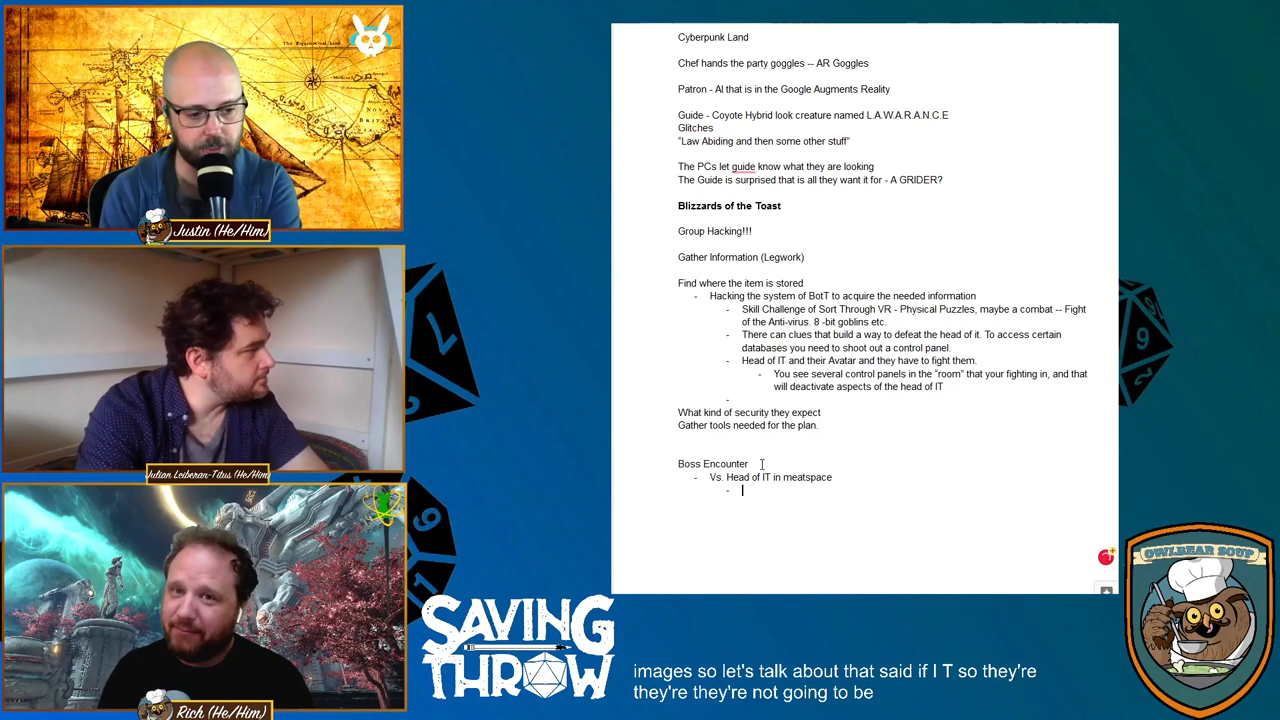 Cyberpunk Land
Chef hands the party goggles -- AR Goggles
Patron - AI that is in the Google Augments Reality
Guide - Coyote Hybrid look creature named L.A.W.A.R.A.N.C.E
Glitches
"Law Abiding and then some other stuff"
The PCs let guide know what they are looking
The Guide is surprised that is all they want it for - A GRIDER?
Blizzards of the Toast
Group Hacking!!!
Gather Information (Legwork)
Find where the item is stored
- Hacking the system of BotT to acquire the needed information
- Skill Challenge of Sort Through VR - Physical Puzzles, maybe a combat -- Fight
of the Anti-virus. 8 -bit goblins etc.
- There can clues that build a way to defeat the head of it. To access certain
databases you need to shoot out a control panel.
- Head of IT and their Avatar and they have to fight them.
- You see several control panels in the "room" that your fighting in, and that
will deactivate aspects of the head of IT
-
What kind of security they expect
Gather tools needed for the plan.
Boss Encounter
- Vs. Head of IT in meatspace
-
Justin (He/Him)
Julian Leiberan-Titus (He/Him)
Rich (He/Him)
SAVING
THROW
images so let's talk about that said if I T so they're
they're they're not going to be
OWLBEAR SOUP